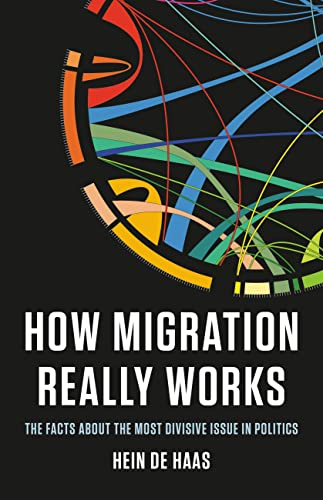 HOW MIGRATION
REALLY WORKS
THE FACTS ABOUT THE MOST DIVISIVE ISSUE IN POLITICS
HEIN DE HAAS